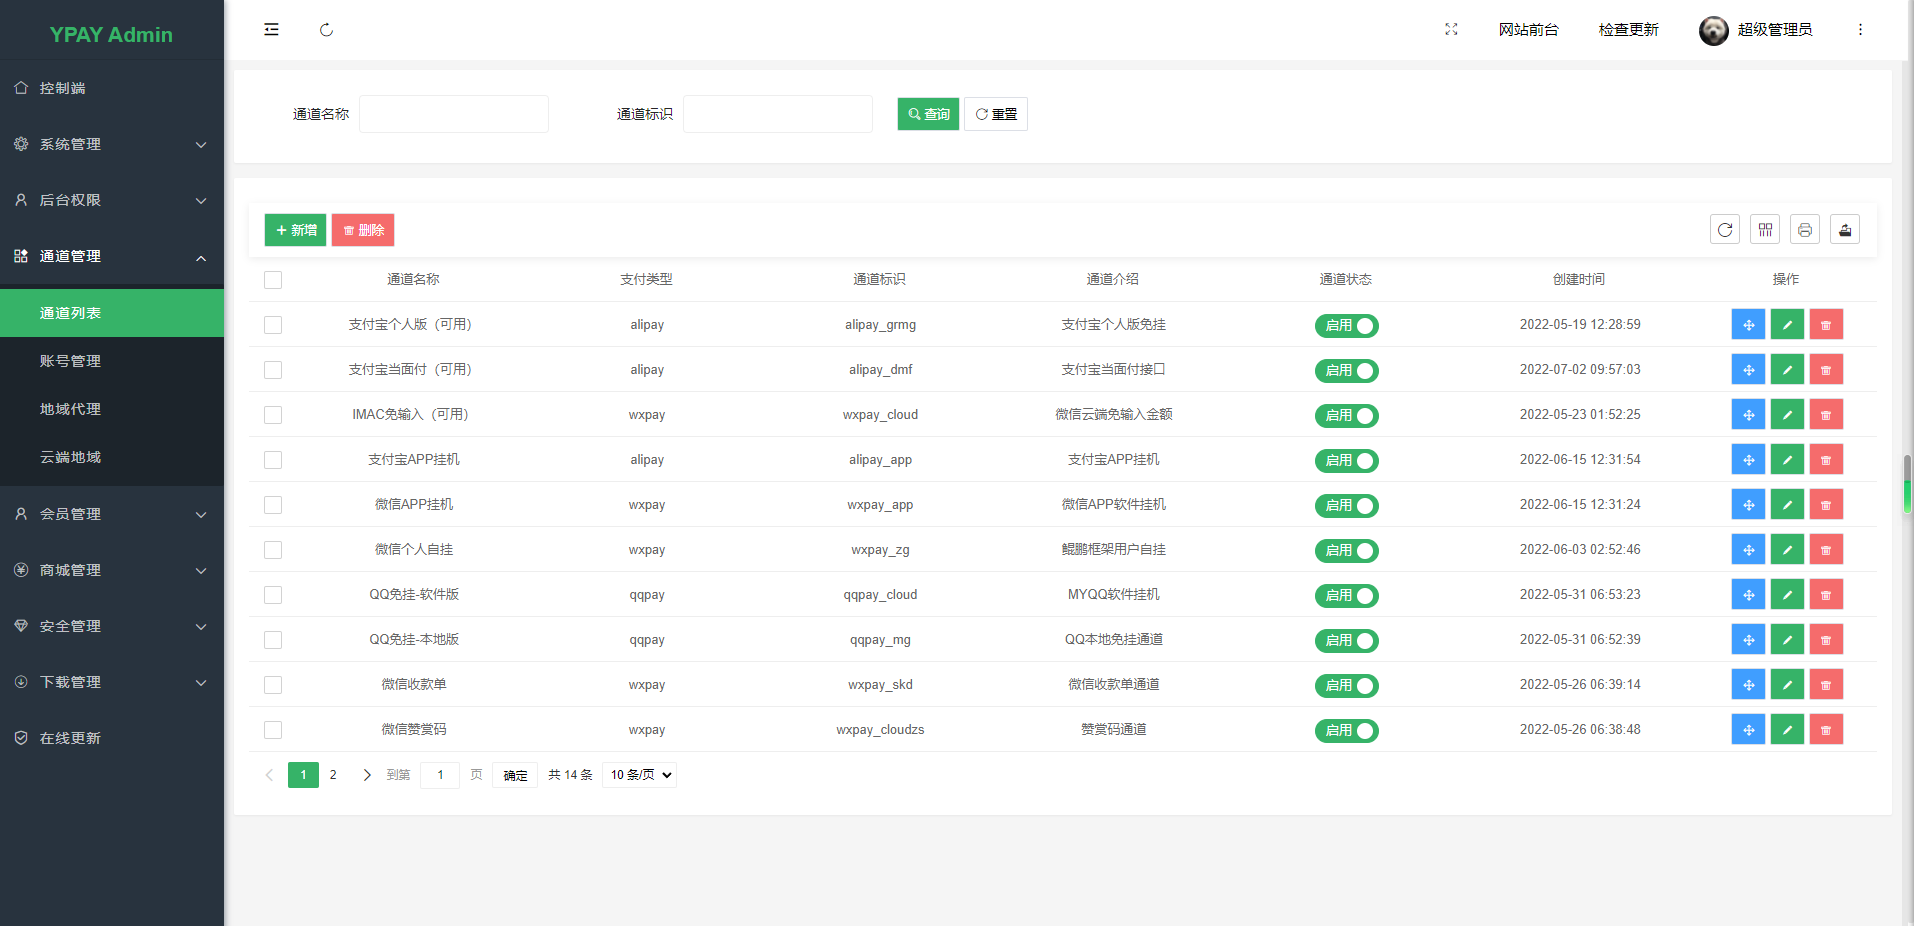 YPAY Admin
控制端
系统管理
后台权限
通道管理
通道列表
账号管理
地域代理
云端地域
会员管理
商城管理
安全管理
下载管理
在线更新
网站前台 检查更新 超级管理员
通道名称 通道标识 查询 重置
新增 删除
通道名称 支付类型 通道标识 通道介绍 通道状态 创建时间 操作
支付宝个人版（可用） alipay alipay_grmg 支付宝个人版免挂 启用 2022-05-19 12:28:59
支付宝当面付（可用） alipay alipay_dmf 支付宝当面付接口 启用 2022-07-02 09:57:03
IMAC免输入（可用） wxpay wxpay_cloud 微信云端免输入金额 启用 2022-05-23 01:52:25
支付宝APP挂机 alipay alipay_app 支付宝APP挂机 启用 2022-06-15 12:31:54
微信APP挂机 wxpay wxpay_app 微信APP软件挂机 启用 2022-06-15 12:31:24
微信个人自挂 wxpay wxpay_zg 鲲鹏框架用户自挂 启用 2022-06-03 02:52:46
QQ免挂-软件版 qqpay qqpay_cloud MYQQ软件挂机 启用 2022-05-31 06:53:23
QQ免挂-本地版 qqpay qqpay_mg QQ本地免挂通道 启用 2022-05-31 06:52:39
微信收款单 wxpay wxpay_skd 微信收款单通道 启用 2022-05-26 06:39:14
微信赞赏码 wxpay wxpay_cloudzs 赞赏码通道 启用 2022-05-26 06:38:48
1 2 到第 1 页 确定 共 14 条 10 条/页